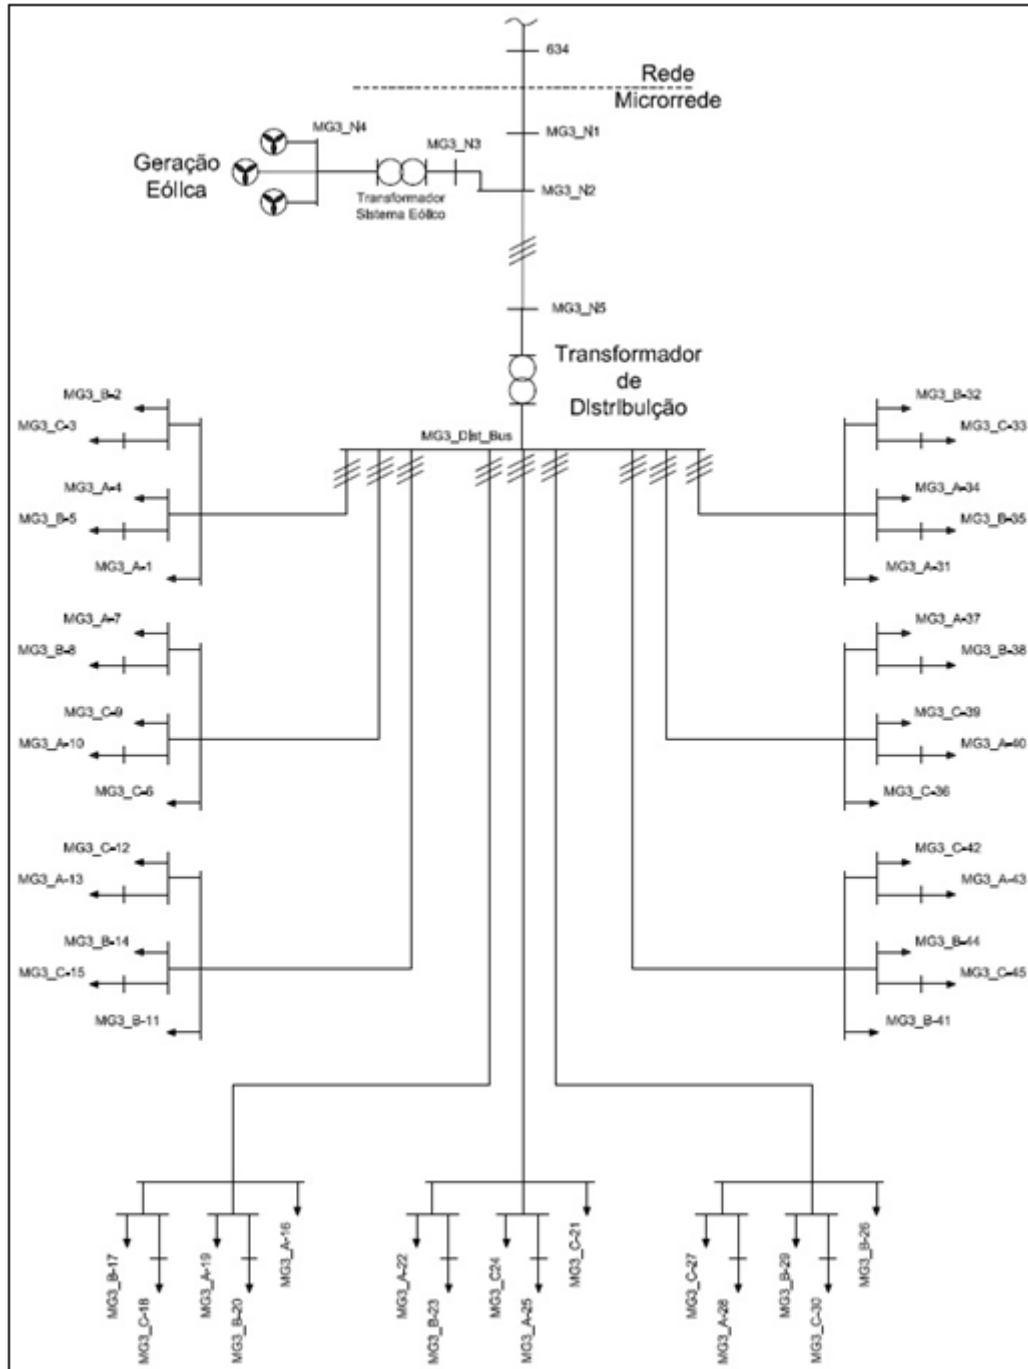 634
Rede
Microrrede
MG3_N1
MG3_N4
MG3_N3
Geração
Eólica
MG3_N2
Transformador
Sistema Eólico
MG3_N5
Transformador
de
Distribuição
MG3_Dist_Bus
MG3_B-2
MG3_C-3
MG3_A-4
MG3_B-5
MG3_A-1
MG3_A-7
MG3_B-8
MG3_C-9
MG3_A-10
MG3_C-6
MG3_C-12
MG3_A-13
MG3_B-14
MG3_C-15
MG3_B-11
MG3_B-32
MG3_C-33
MG3_A-34
MG3_B-35
MG3_A-31
MG3_A-37
MG3_B-38
MG3_C-39
MG3_A-40
MG3_C-36
MG3_C-42
MG3_A-43
MG3_B-44
MG3_C-45
MG3_B-41
MG3_B-17
MG3_C-18
MG3_A-19
MG3_B-20
MG3_A-16
MG3_A-22
MG3_B-23
MG3_C24
MG3_A-25
MG3_C-21
MG3_C-27
MG3_A-28
MG3_B-29
MG3_C-30
MG3_B-26